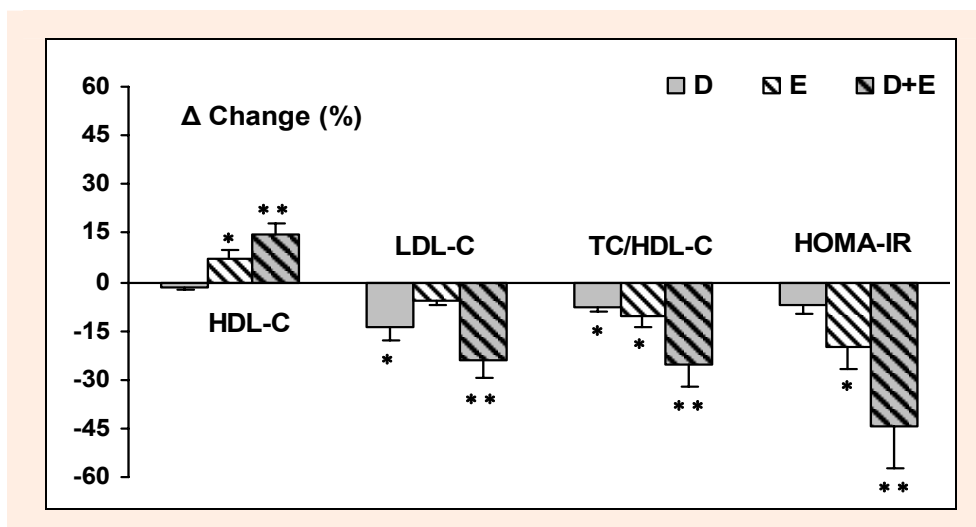 60
D E D+E
Δ Change (%)
45
30
**
15
*
LDL-C TC/HDL-C HOMA-IR
0
HDL-C
-15
* * *
-30
*
** **
-45
-60
**